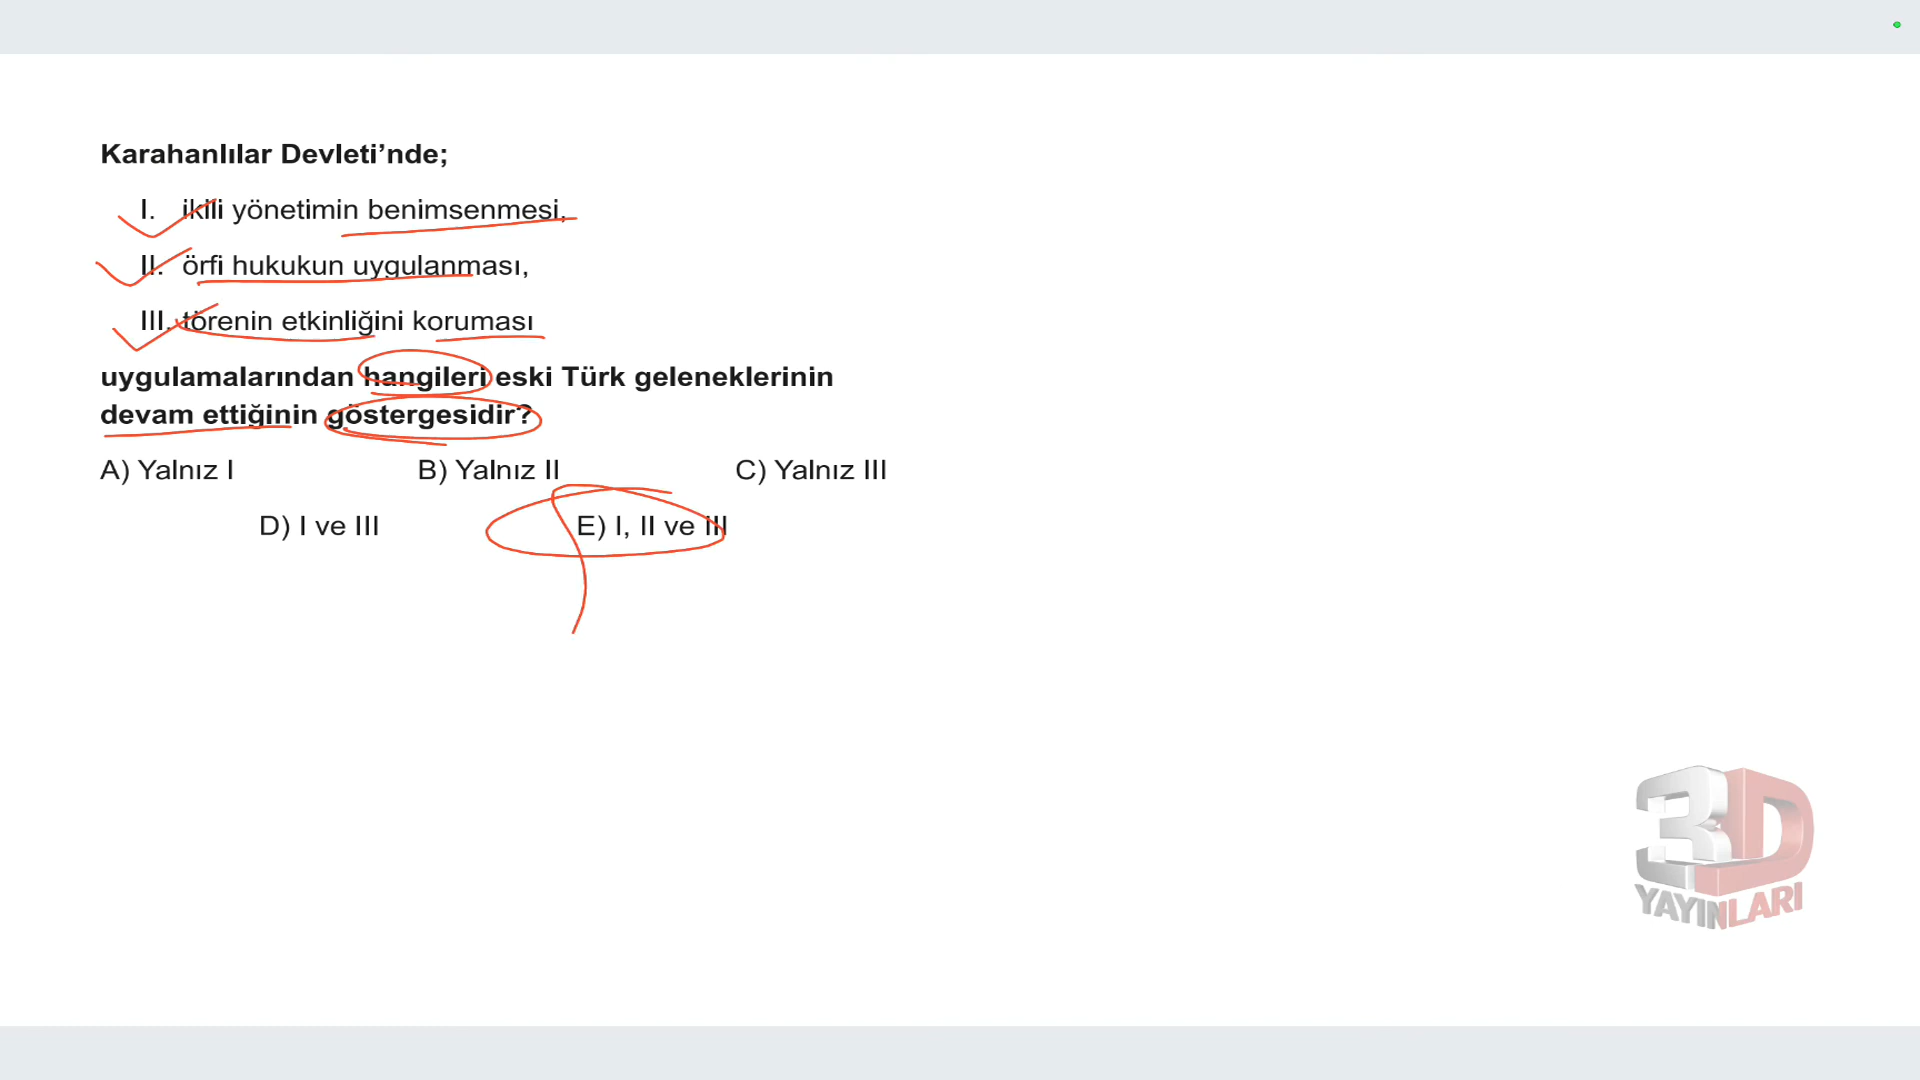 Karahanlılar Devleti’nde;
I. ikili yönetimin benimsenmesi,
II. örfi hukukun uygulanması,
III. törenin etkinliğini koruması
uygulamalarından hangileri eski Türk geleneklerinin
devam ettiğinin göstergesidir?
A) Yalnız I B) Yalnız II C) Yalnız III
D) I ve III E) I, II ve III
3D
YAYINLARI